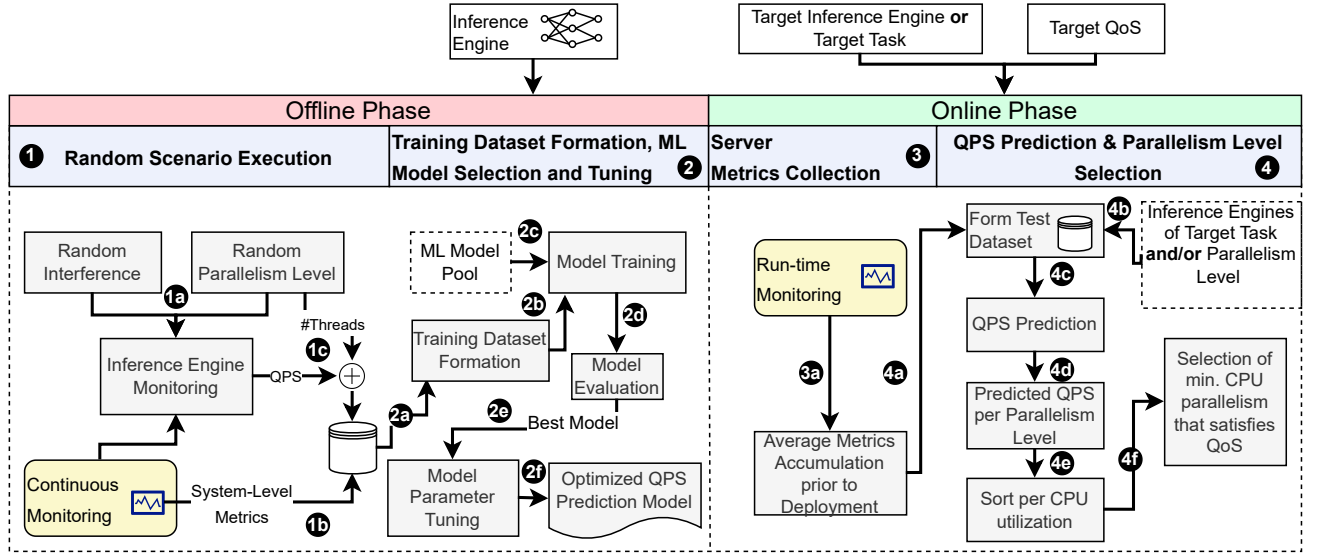 Inference
Engine
Target Inference Engine or
Target Task
Target QoS
Offline Phase
Online Phase
1
Random Scenario Execution
Training Dataset Formation, ML
Model Selection and Tuning
2
Server
Metrics Collection
3
QPS Prediction & Parallelism Level
Selection
4
Random
Interference
Random
Parallelism Level
1a
#Threads
1c
Inference Engine
Monitoring
QPS
Continuous
Monitoring
System-Level
Metrics
1b
2a
ML Model
Pool
2c
Model Training
2b
2d
Training Dataset
Formation
Model
Evaluation
2e
Best Model
Model
Parameter
Tuning
2f
Optimized QPS
Prediction Model
Run-time
Monitoring
3a
Average Metrics
Accumulation
prior to
Deployment
4a
Form Test
Dataset
4b
Inference Engines
of Target Task
and/or Parallelism
Level
4c
QPS Prediction
4d
Predicted QPS
per Parallelism
Level
4e
Sort per CPU
utilization
4f
Selection of
min. CPU
parallelism
that satisfies
QoS